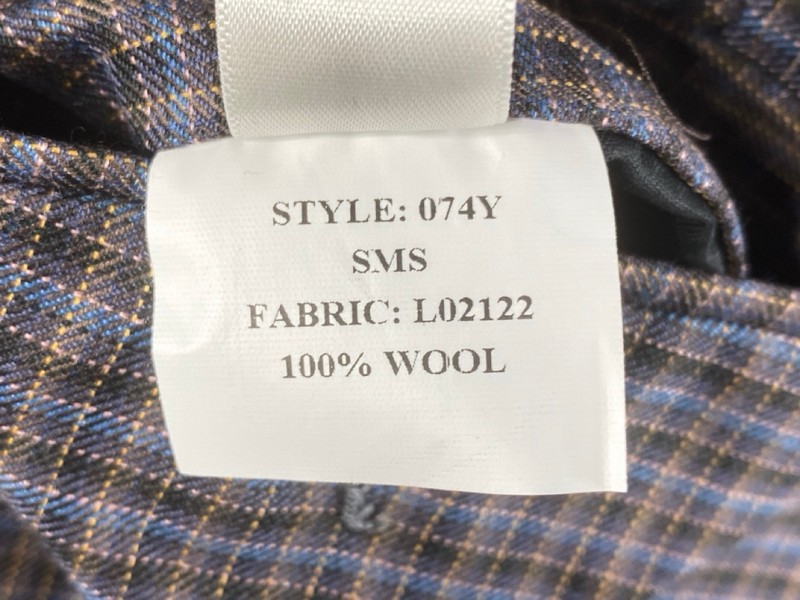 STYLE: 074Y
SMS
FABRIC: L02122
100% WOOL